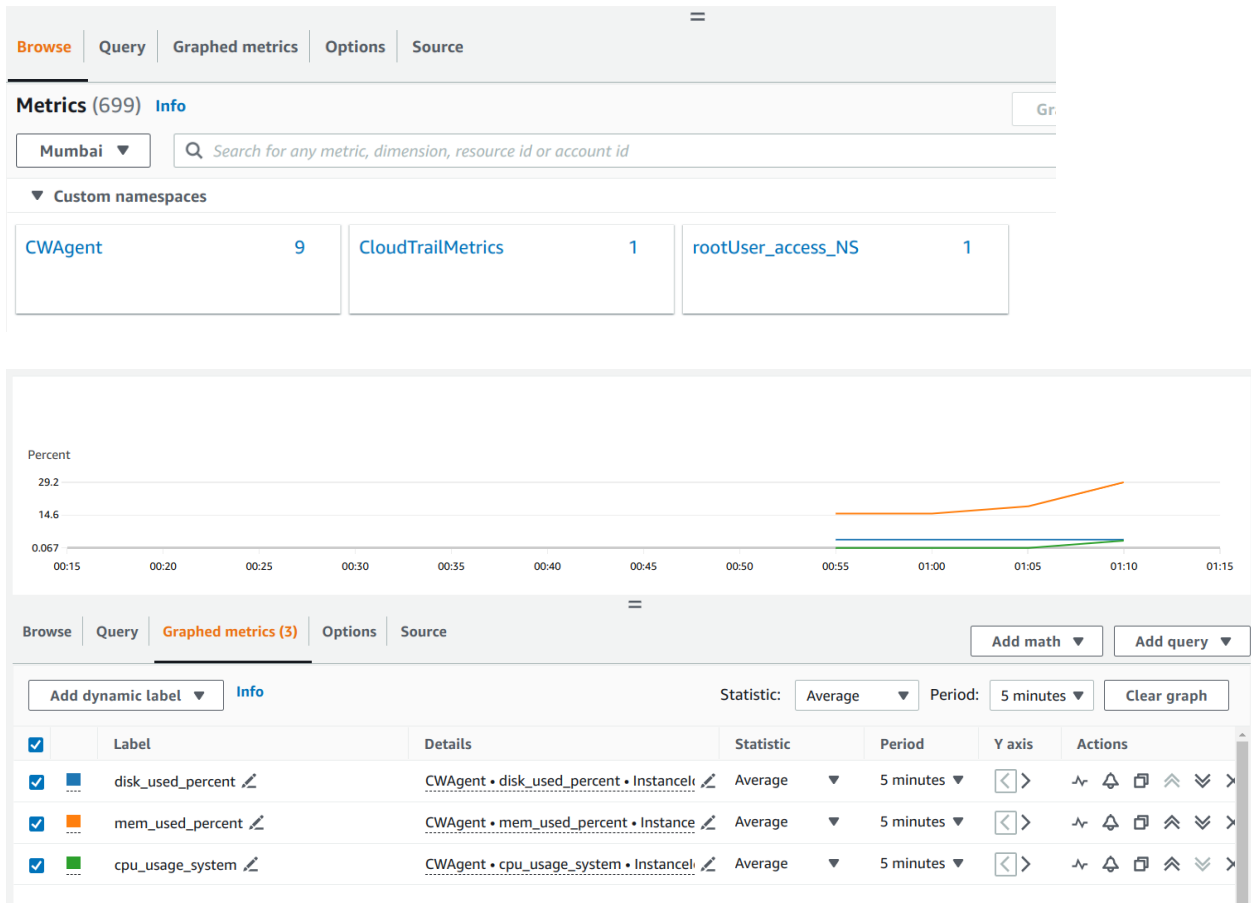 Browse Query Graphed metrics Options Source
Metrics (699) Info
Gra
Mumbai Search for any metric, dimension, resource id or account id
Custom namespaces
CWAgent 9 CloudTrailMetrics 1 rootUser_access_NS 1
Percent
29.2
14.6
0.067
00:15 00:20 00:25 00:30 00:35 00:40 00:45 00:50 00:55 01:00 01:05 01:10 01:15
Browse Query Graphed metrics (3) Options Source
Add math Add query
Add dynamic label Info Statistic: Average Period: 5 minutes Clear graph
Label Details Statistic Period Y axis Actions
disk_used_percent CWAgent • disk_used_percent • InstanceId Average 5 minutes
mem_used_percent CWAgent • mem_used_percent • Instance Average 5 minutes
cpu_usage_system CWAgent • cpu_usage_system • InstanceI Average 5 minutes